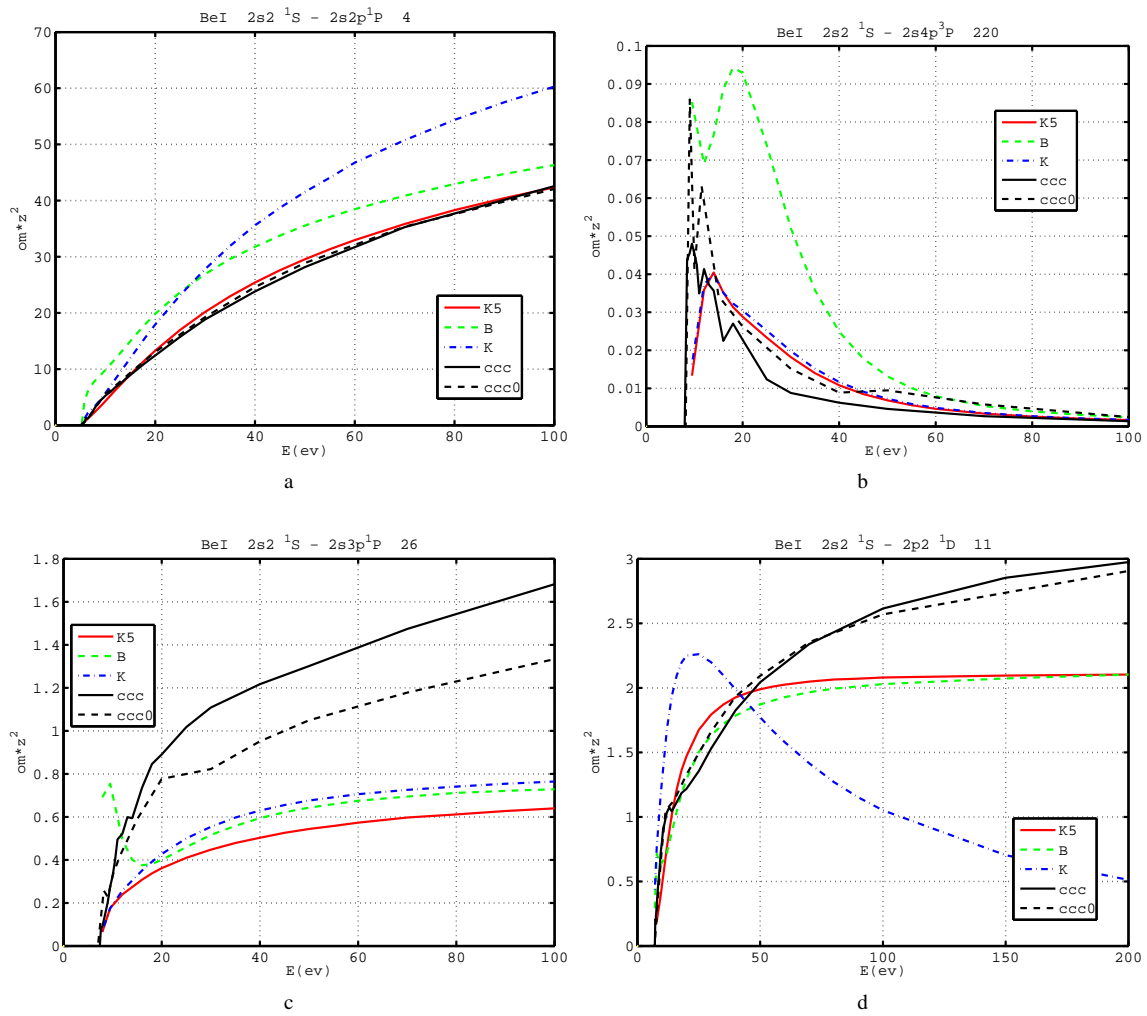 BeI 2s2 ¹S – 2s2p¹P 4
70
60
50
40
30
20
10
0
om*z²
0 20 40 60 80 100
E(ev)
K5
B
K
ccc
ccc0
a
BeI 2s2 ¹S – 2s4p³P 220
0.1
0.09
0.08
0.07
0.06
0.05
0.04
0.03
0.02
0.01
0
om*z²
0 20 40 60 80 100
E(ev)
K5
B
K
ccc
ccc0
b
BeI 2s2 ¹S – 2s3p¹P 26
1.8
1.6
1.4
1.2
1
0.8
0.6
0.4
0.2
0
om*z²
0 20 40 60 80 100
E(ev)
K5
B
K
ccc
ccc0
c
BeI 2s2 ¹S – 2p2 ¹D 11
3
2.5
2
1.5
1
0.5
0
om*z²
0 50 100 150 200
E(ev)
K5
B
K
ccc
ccc0
d